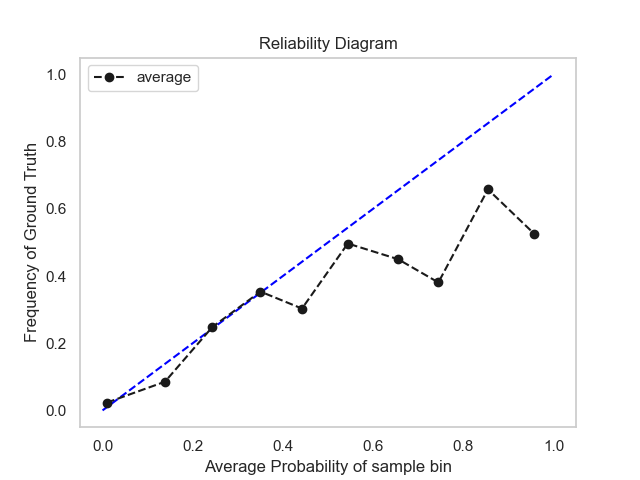 Reliability Diagram
average
Frequency of Ground Truth
1.0
0.8
0.6
0.4
0.2
0.0
0.0 0.2 0.4 0.6 0.8 1.0
Average Probability of sample bin